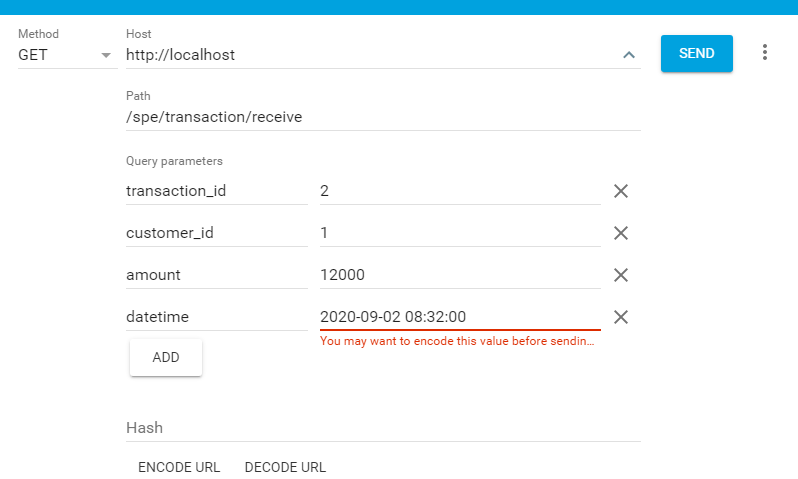 Method
Host
GET
http://localhost
SEND
Path
/spe/transaction/receive
Query parameters
transaction_id 2
customer_id 1
amount 12000
datetime 2020-09-02 08:32:00
You may want to encode this value before sendin…
ADD
Hash
ENCODE URL DECODE URL